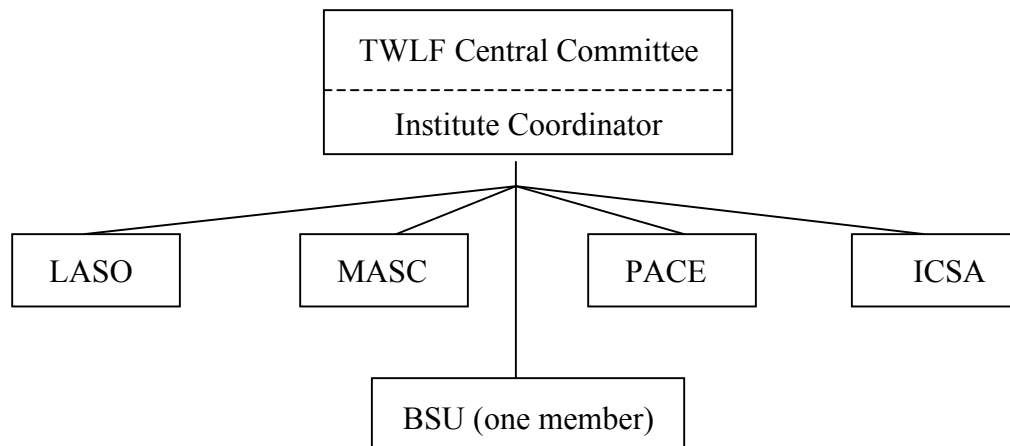 TWLF Central Committee
Institute Coordinator
LASO
MASC
PACE
ICSA
BSU (one member)